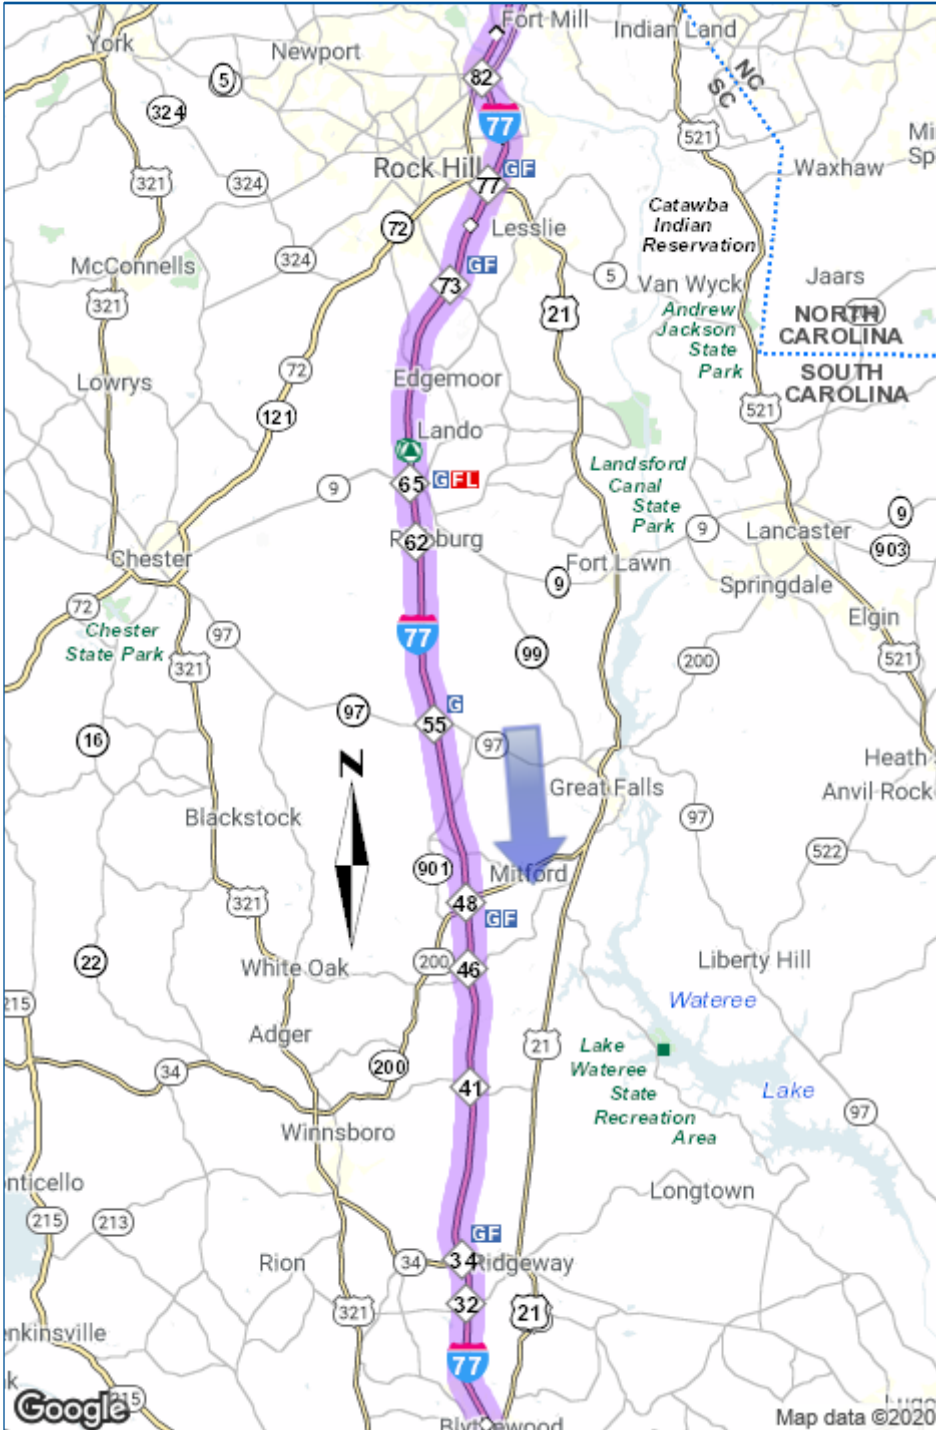 Fort Mill
Indian Land
York
Newport
82
5
NC
SC
324
77
521
Rock Hill
GF
Waxhaw
321
324
77
Catawba
Indian
Reservation
72
Lesslie
324
McConnells
GF
5
Jaars
73
Van Wyck
321
21
Andrew
Jackson
State
Park
NORTH
CAROLINA
SOUTH
CAROLINA
72
Edgemoor
Lowrys
121
521
Lando
65
GFL
9
Landsford
Canal
State
Park
9
9
Lancaster
903
62
Chester
Fort Lawn
9
Springdale
72
Elgin
Chester
State Park
97
77
321
99
200
521
G
97
55
16
97
N
Heath
Great Falls
Anvil Rock
Blackstock
97
522
901
Mitford
321
48
GF
22
White Oak
200
46
Liberty Hill
215
Wateree
Adger
21
Lake
Wateree
State
Recreation
Area
34
200
41
Lake
97
Winnsboro
onticello
Longtown
215
213
GF
Rion
34
34
Ridgeway
32
321
21
enkinsville
77
k
215
Google
Blythewood
Map data ©2020